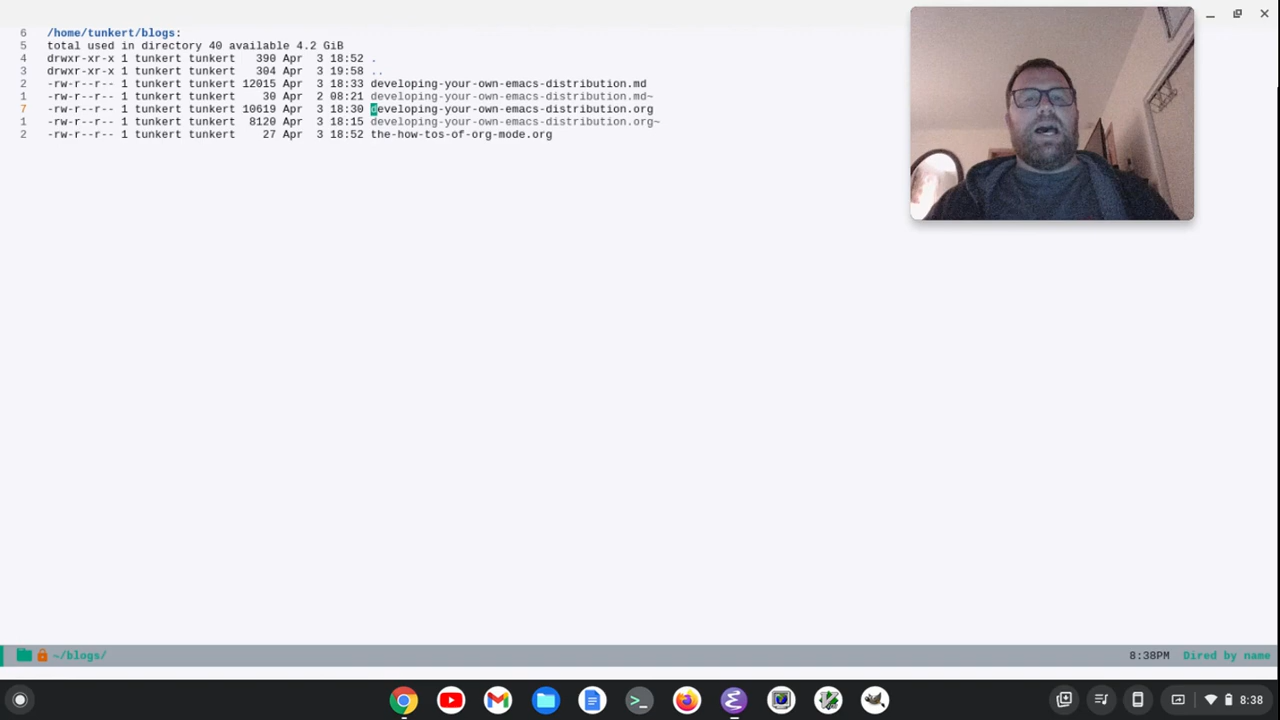 6 /home/tunkert/blogs:
5 total used in directory 40 available 4.2 GiB
4 drwxr-xr-x 1 tunkert tunkert 390 Apr 3 18:52 .
3 drwxr-xr-x 1 tunkert tunkert 304 Apr 3 19:58 ..
2 -rw-r--r-- 1 tunkert tunkert 12015 Apr 3 18:33 developing-your-own-emacs-distribution.md
1 -rw-r--r-- 1 tunkert tunkert 30 Apr 2 08:21 developing-your-own-emacs-distribution.md~
7 -rw-r--r-- 1 tunkert tunkert 10619 Apr 3 18:30 developing-your-own-emacs-distribution.org
1 -rw-r--r-- 1 tunkert tunkert 8120 Apr 3 18:15 developing-your-own-emacs-distribution.org~
2 -rw-r--r-- 1 tunkert tunkert 27 Apr 3 18:52 the-how-tos-of-org-mode.org
~/blogs/ 8:38PM Dired by name
8:38